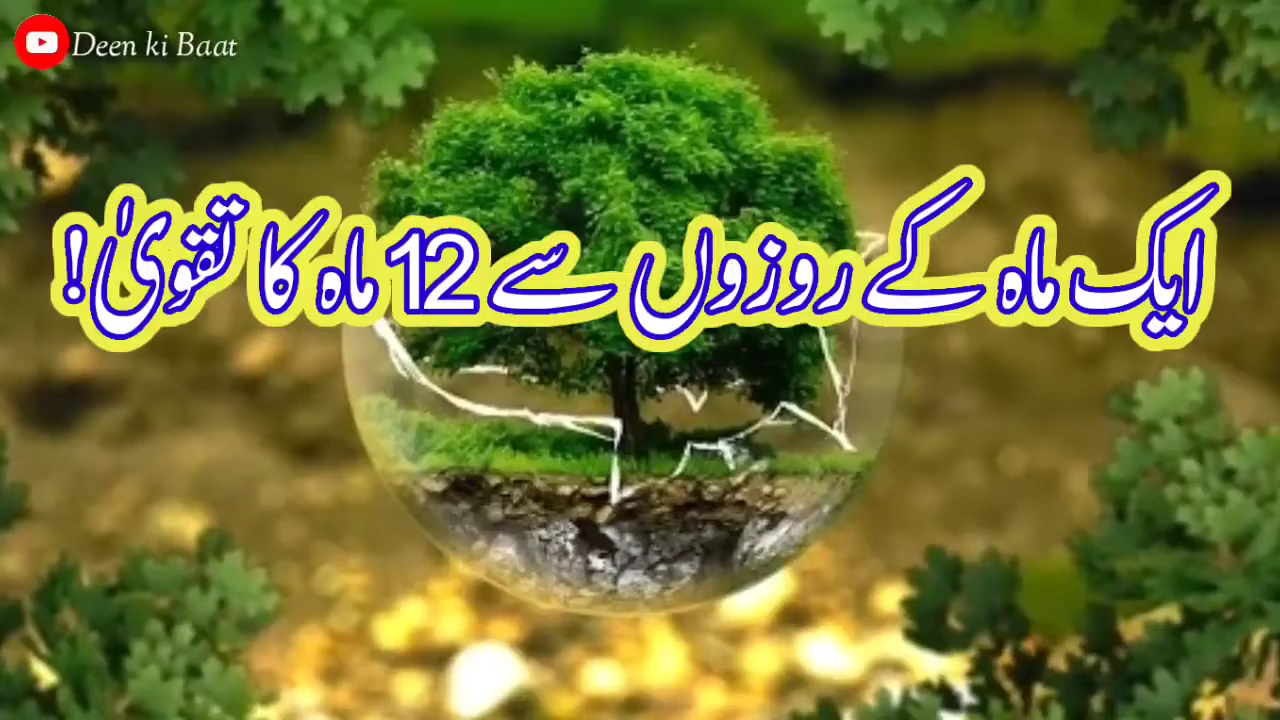 Deen ki Baat
ایک ماہ کے روزوں سے 12 ماہ کا تقویٰ!